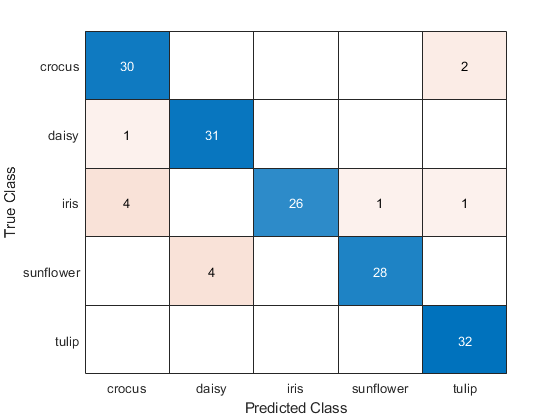 crocus 30 2
daisy 1 31
iris 4 26 1 1
sunflower 4 28
tulip 32
crocus daisy iris sunflower tulip
Predicted Class
True Class